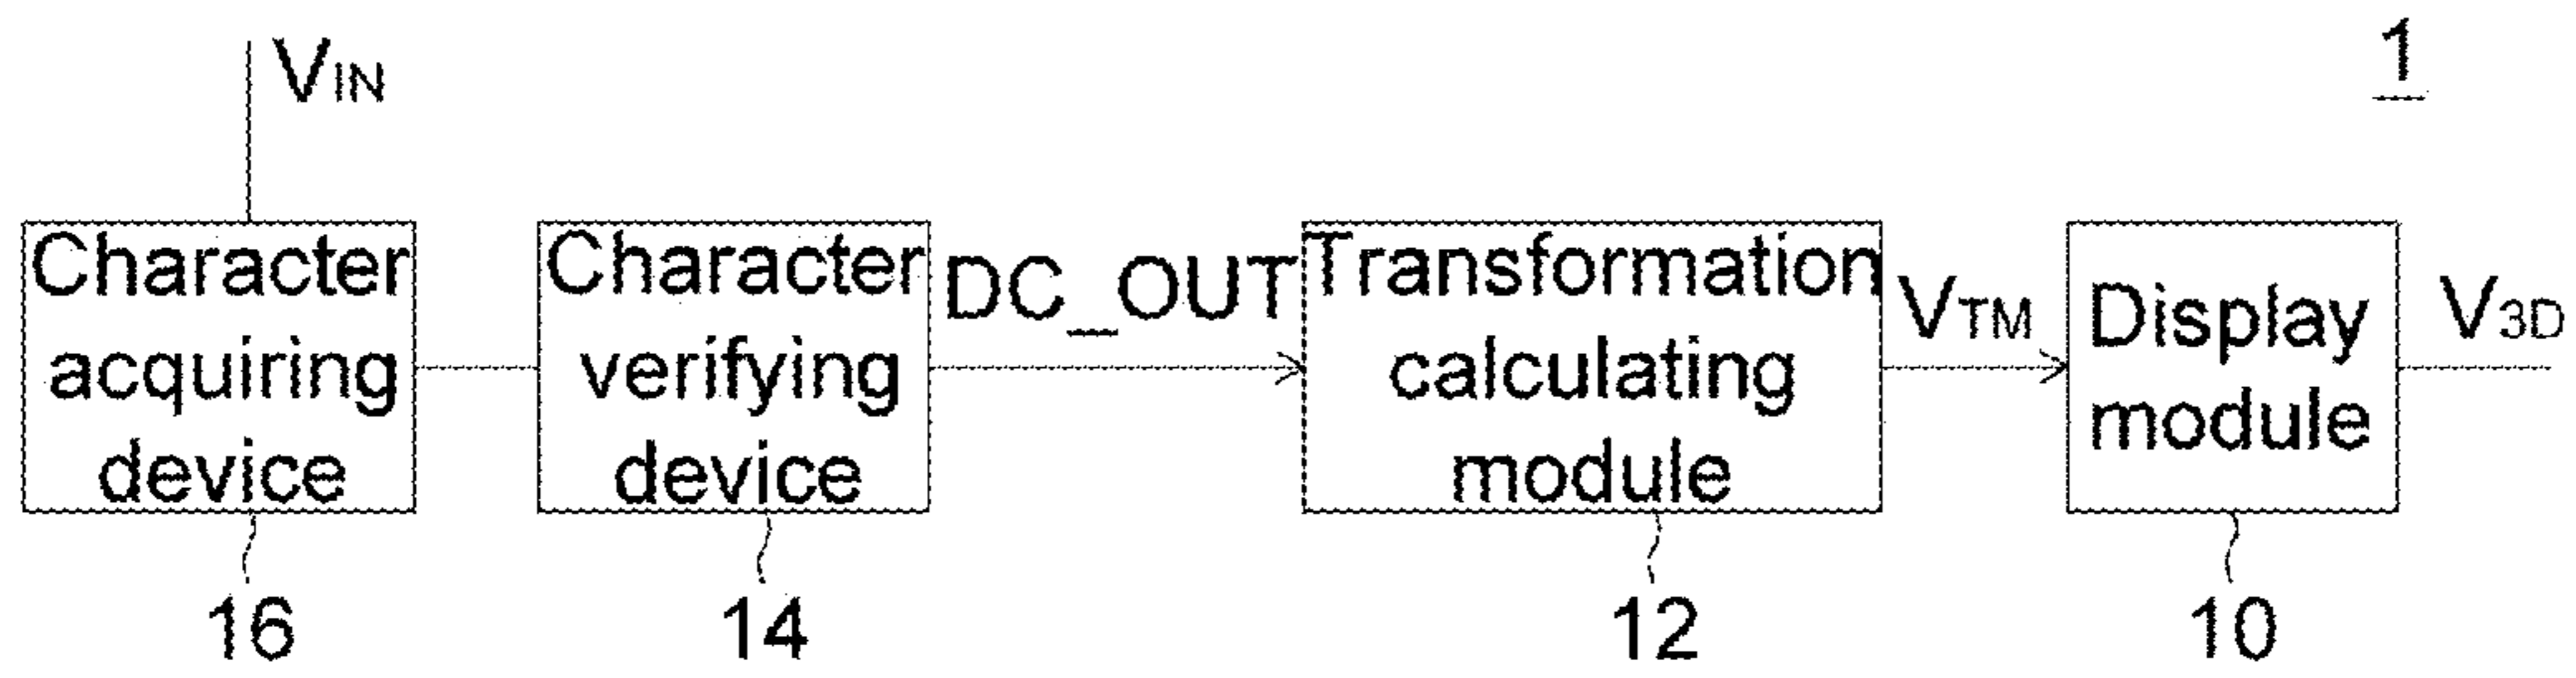 1
VIN
Character
acquiring
device
Character
verifying
device
DC_OUT
Transformation
calculating
module
VTM
Display
module
V3D
16
14
12
10